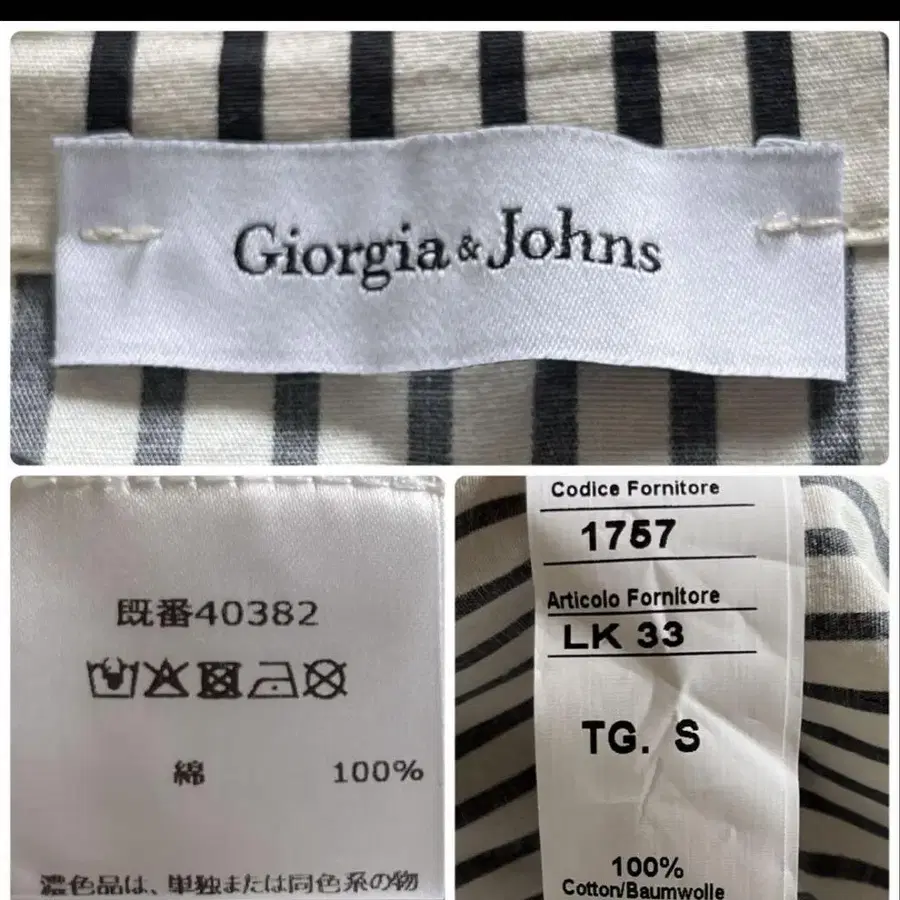 Giorgia & Johns
既番40382
綿 100%
濃色品は、単独または同色系の物
Codice Fornitore
1757
Articolo Fornitore
LK 33
TG. S
100%
Cotton/Baumwolle